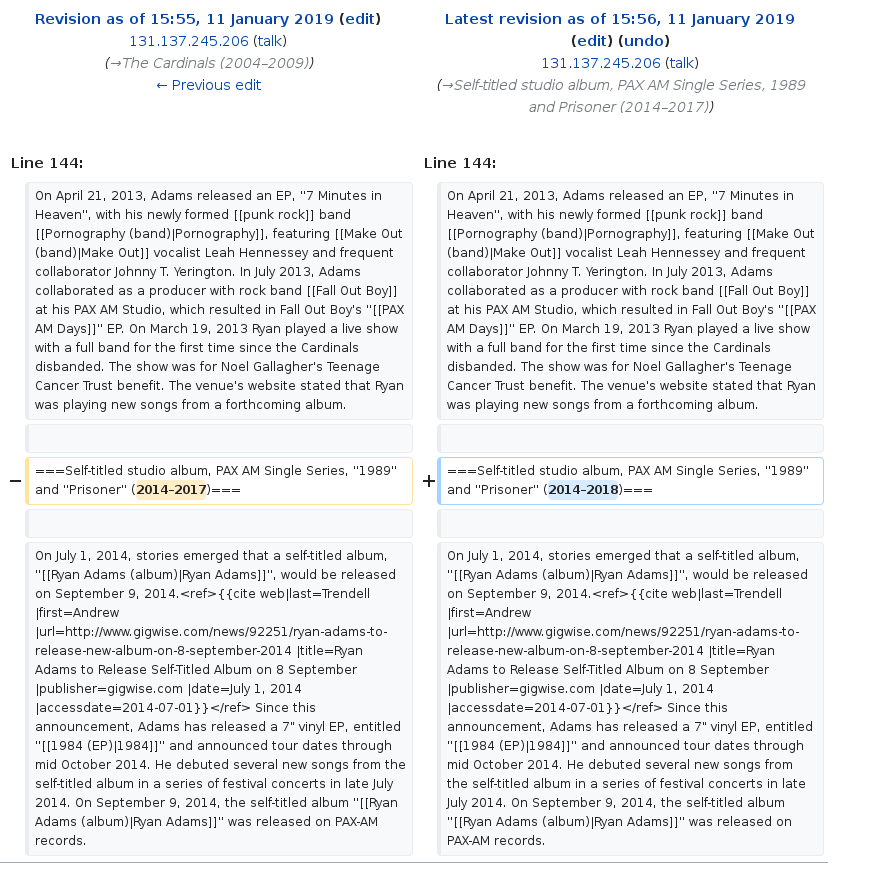 Revision as of 15:55, 11 January 2019 (edit)
131.137.245.206 (talk)
(→The Cardinals (2004–2009))
← Previous edit
Latest revision as of 15:56, 11 January 2019
(edit) (undo)
131.137.245.206 (talk)
(→Self-titled studio album, PAX AM Single Series, 1989
and Prisoner (2014–2017))
Line 144:
On April 21, 2013, Adams released an EP, ''7 Minutes in
Heaven'', with his newly formed [[punk rock]] band
[[Pornography (band)|Pornography]], featuring [[Make Out
(band)|Make Out]] vocalist Leah Hennessey and frequent
collaborator Johnny T. Yerington. In July 2013, Adams
collaborated as a producer with rock band [[Fall Out Boy]]
at his PAX AM Studio, which resulted in Fall Out Boy's ''[[PAX
AM Days]]'' EP. On March 19, 2013 Ryan played a live show
with a full band for the first time since the Cardinals
disbanded. The show was for Noel Gallagher's Teenage
Cancer Trust benefit. The venue's website stated that Ryan
was playing new songs from a forthcoming album.
− ===Self-titled studio album, PAX AM Single Series, ''1989''
and ''Prisoner'' (2014–2017)===
On July 1, 2014, stories emerged that a self-titled album,
''[[Ryan Adams (album)|Ryan Adams]]'', would be released
on September 9, 2014.<ref>{{cite web|last=Trendell
|first=Andrew
|url=http://www.gigwise.com/news/92251/ryan-adams-to-
release-new-album-on-8-september-2014 |title=Ryan
Adams to Release Self-Titled Album on 8 September
|publisher=gigwise.com |date=July 1, 2014
|accessdate=2014-07-01}}</ref> Since this
announcement, Adams has released a 7" vinyl EP, entitled
''[[1984 (EP)|1984]]'' and announced tour dates through
mid October 2014. He debuted several new songs from the
self-titled album in a series of festival concerts in late July
2014. On September 9, 2014, the self-titled album ''[[Ryan
Adams (album)|Ryan Adams]]'' was released on PAX-AM
records.
Line 144:
On April 21, 2013, Adams released an EP, ''7 Minutes in
Heaven'', with his newly formed [[punk rock]] band
[[Pornography (band)|Pornography]], featuring [[Make Out
(band)|Make Out]] vocalist Leah Hennessey and frequent
collaborator Johnny T. Yerington. In July 2013, Adams
collaborated as a producer with rock band [[Fall Out Boy]]
at his PAX AM Studio, which resulted in Fall Out Boy's ''[[PAX
AM Days]]'' EP. On March 19, 2013 Ryan played a live show
with a full band for the first time since the Cardinals
disbanded. The show was for Noel Gallagher's Teenage
Cancer Trust benefit. The venue's website stated that Ryan
was playing new songs from a forthcoming album.
+ ===Self-titled studio album, PAX AM Single Series, ''1989''
and ''Prisoner'' (2014–2018)===
On July 1, 2014, stories emerged that a self-titled album,
''[[Ryan Adams (album)|Ryan Adams]]'', would be released
on September 9, 2014.<ref>{{cite web|last=Trendell
|first=Andrew
|url=http://www.gigwise.com/news/92251/ryan-adams-to-
release-new-album-on-8-september-2014 |title=Ryan
Adams to Release Self-Titled Album on 8 September
|publisher=gigwise.com |date=July 1, 2014
|accessdate=2014-07-01}}</ref> Since this
announcement, Adams has released a 7" vinyl EP, entitled
''[[1984 (EP)|1984]]'' and announced tour dates through
mid October 2014. He debuted several new songs from
the self-titled album in a series of festival concerts in late
July 2014. On September 9, 2014, the self-titled album
''[[Ryan Adams (album)|Ryan Adams]]'' was released on
PAX-AM records.